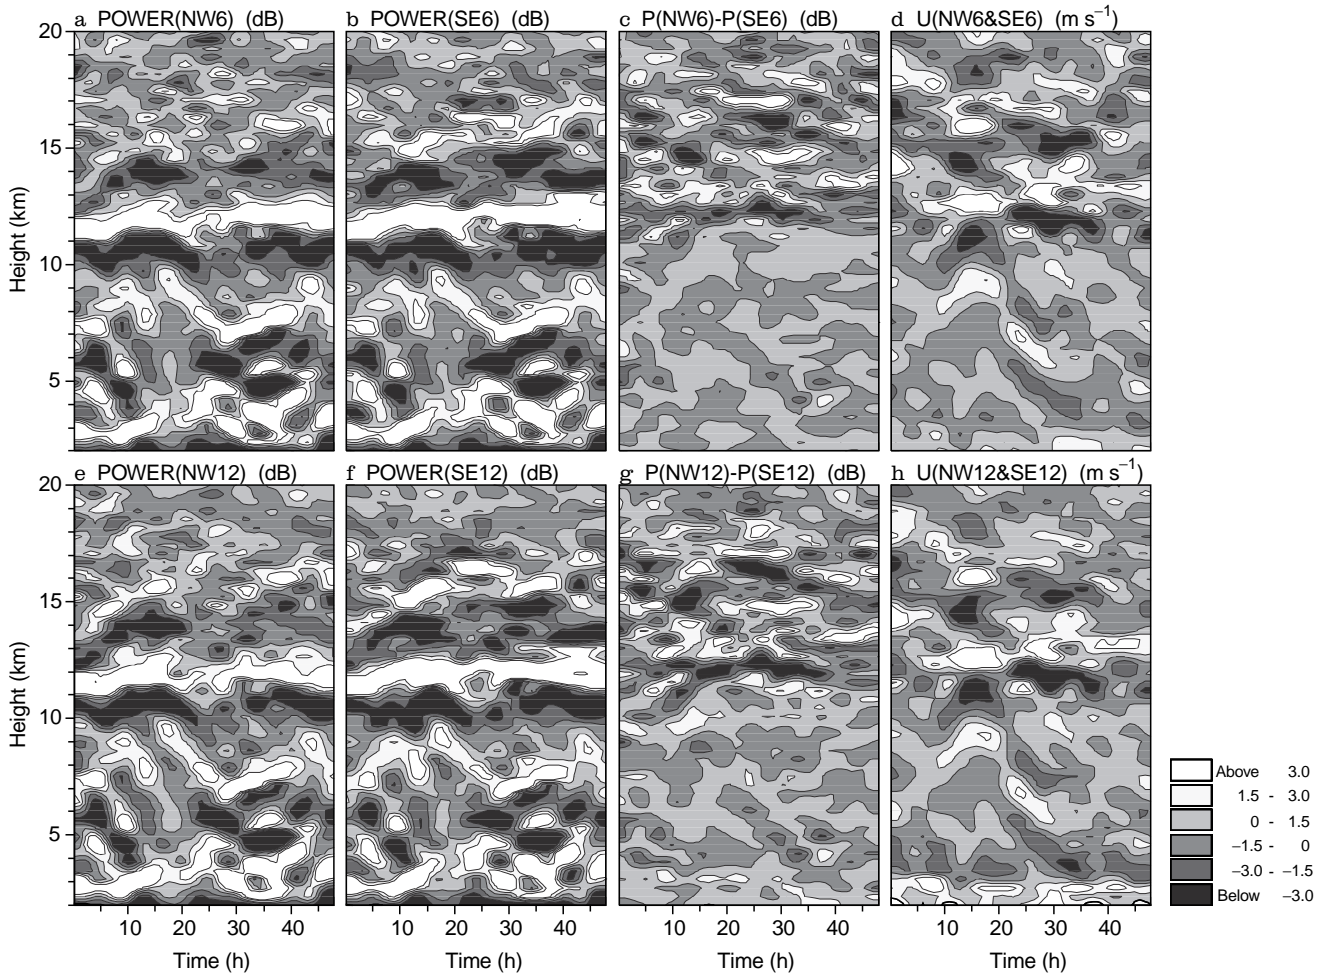 a POWER(NW6) (dB)
b POWER(SE6) (dB)
c P(NW6)-P(SE6) (dB)
d U(NW6&SE6) (m s⁻¹)
20
15
10
5
Height (km)
e POWER(NW12) (dB)
f POWER(SE12) (dB)
g P(NW12)-P(SE12) (dB)
h U(NW12&SE12) (m s⁻¹)
20
15
10
5
Height (km)
10 20 30 40
10 20 30 40
10 20 30 40
10 20 30 40
Time (h)
Time (h)
Time (h)
Time (h)
Above 3.0
1.5 - 3.0
0 - 1.5
−1.5 - 0
−3.0 - −1.5
Below −3.0